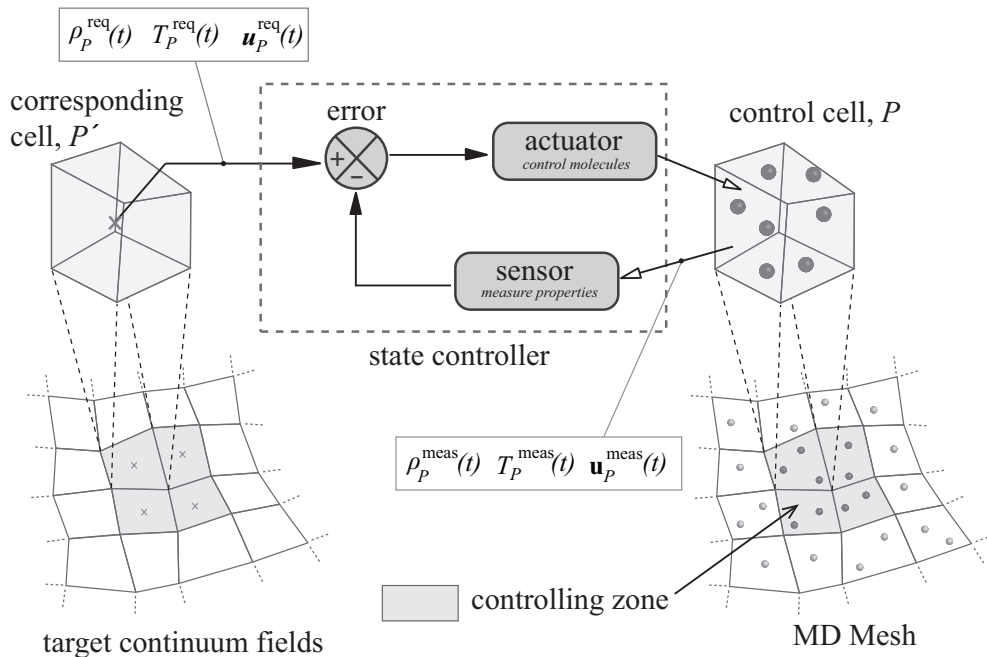 ρ_P^req(t) T_P^req(t) 𝐮_P^req(t)
corresponding
cell, P´
error
+
−
actuator
control molecules
control cell, P
sensor
measure properties
state controller
ρ_P^meas(t) T_P^meas(t) 𝐮_P^meas(t)
controlling zone
target continuum fields
MD Mesh